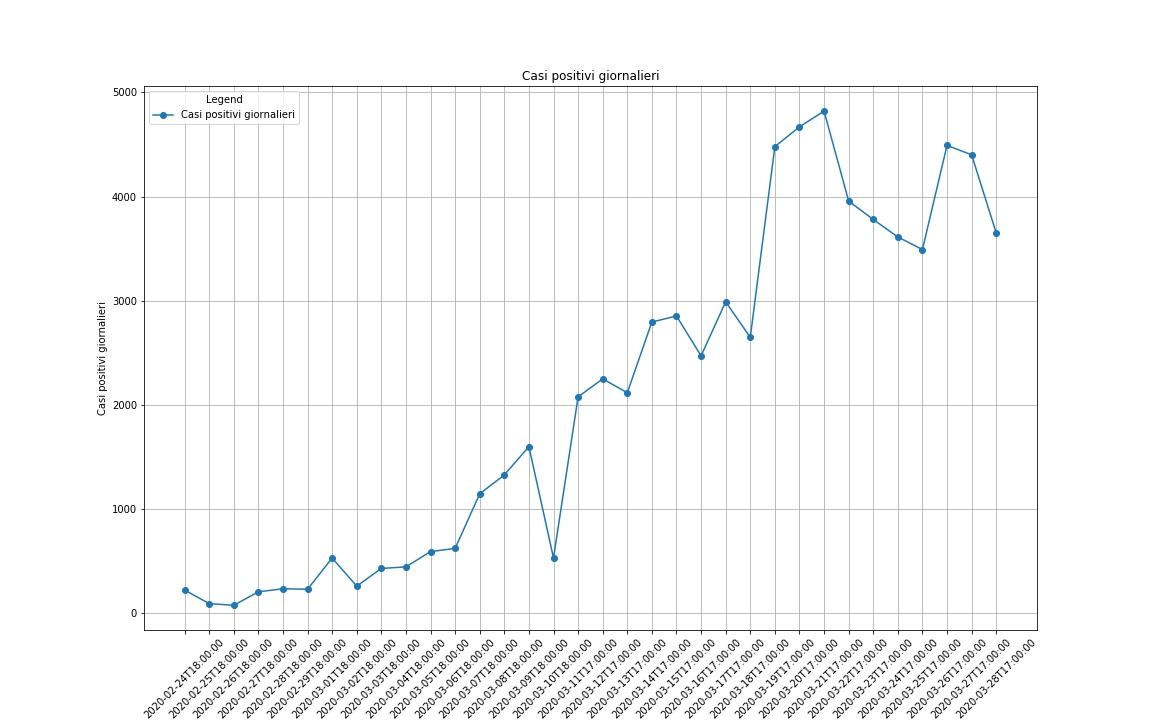 Casi positivi giornalieri
Legend
Casi positivi giornalieri
5000
4000
3000
2000
1000
0
Casi positivi giornalieri
2020-02-24T18:00:00
2020-02-25T18:00:00
2020-02-26T18:00:00
2020-02-27T18:00:00
2020-02-28T18:00:00
2020-02-29T18:00:00
2020-03-01T18:00:00
2020-03-02T18:00:00
2020-03-03T18:00:00
2020-03-04T18:00:00
2020-03-05T18:00:00
2020-03-06T18:00:00
2020-03-07T18:00:00
2020-03-08T18:00:00
2020-03-09T18:00:00
2020-03-10T18:00:00
2020-03-11T17:00:00
2020-03-12T17:00:00
2020-03-13T17:00:00
2020-03-14T17:00:00
2020-03-15T17:00:00
2020-03-16T17:00:00
2020-03-17T17:00:00
2020-03-18T17:00:00
2020-03-19T17:00:00
2020-03-20T17:00:00
2020-03-21T17:00:00
2020-03-22T17:00:00
2020-03-23T17:00:00
2020-03-24T17:00:00
2020-03-25T17:00:00
2020-03-26T17:00:00
2020-03-27T17:00:00
2020-03-28T17:00:00